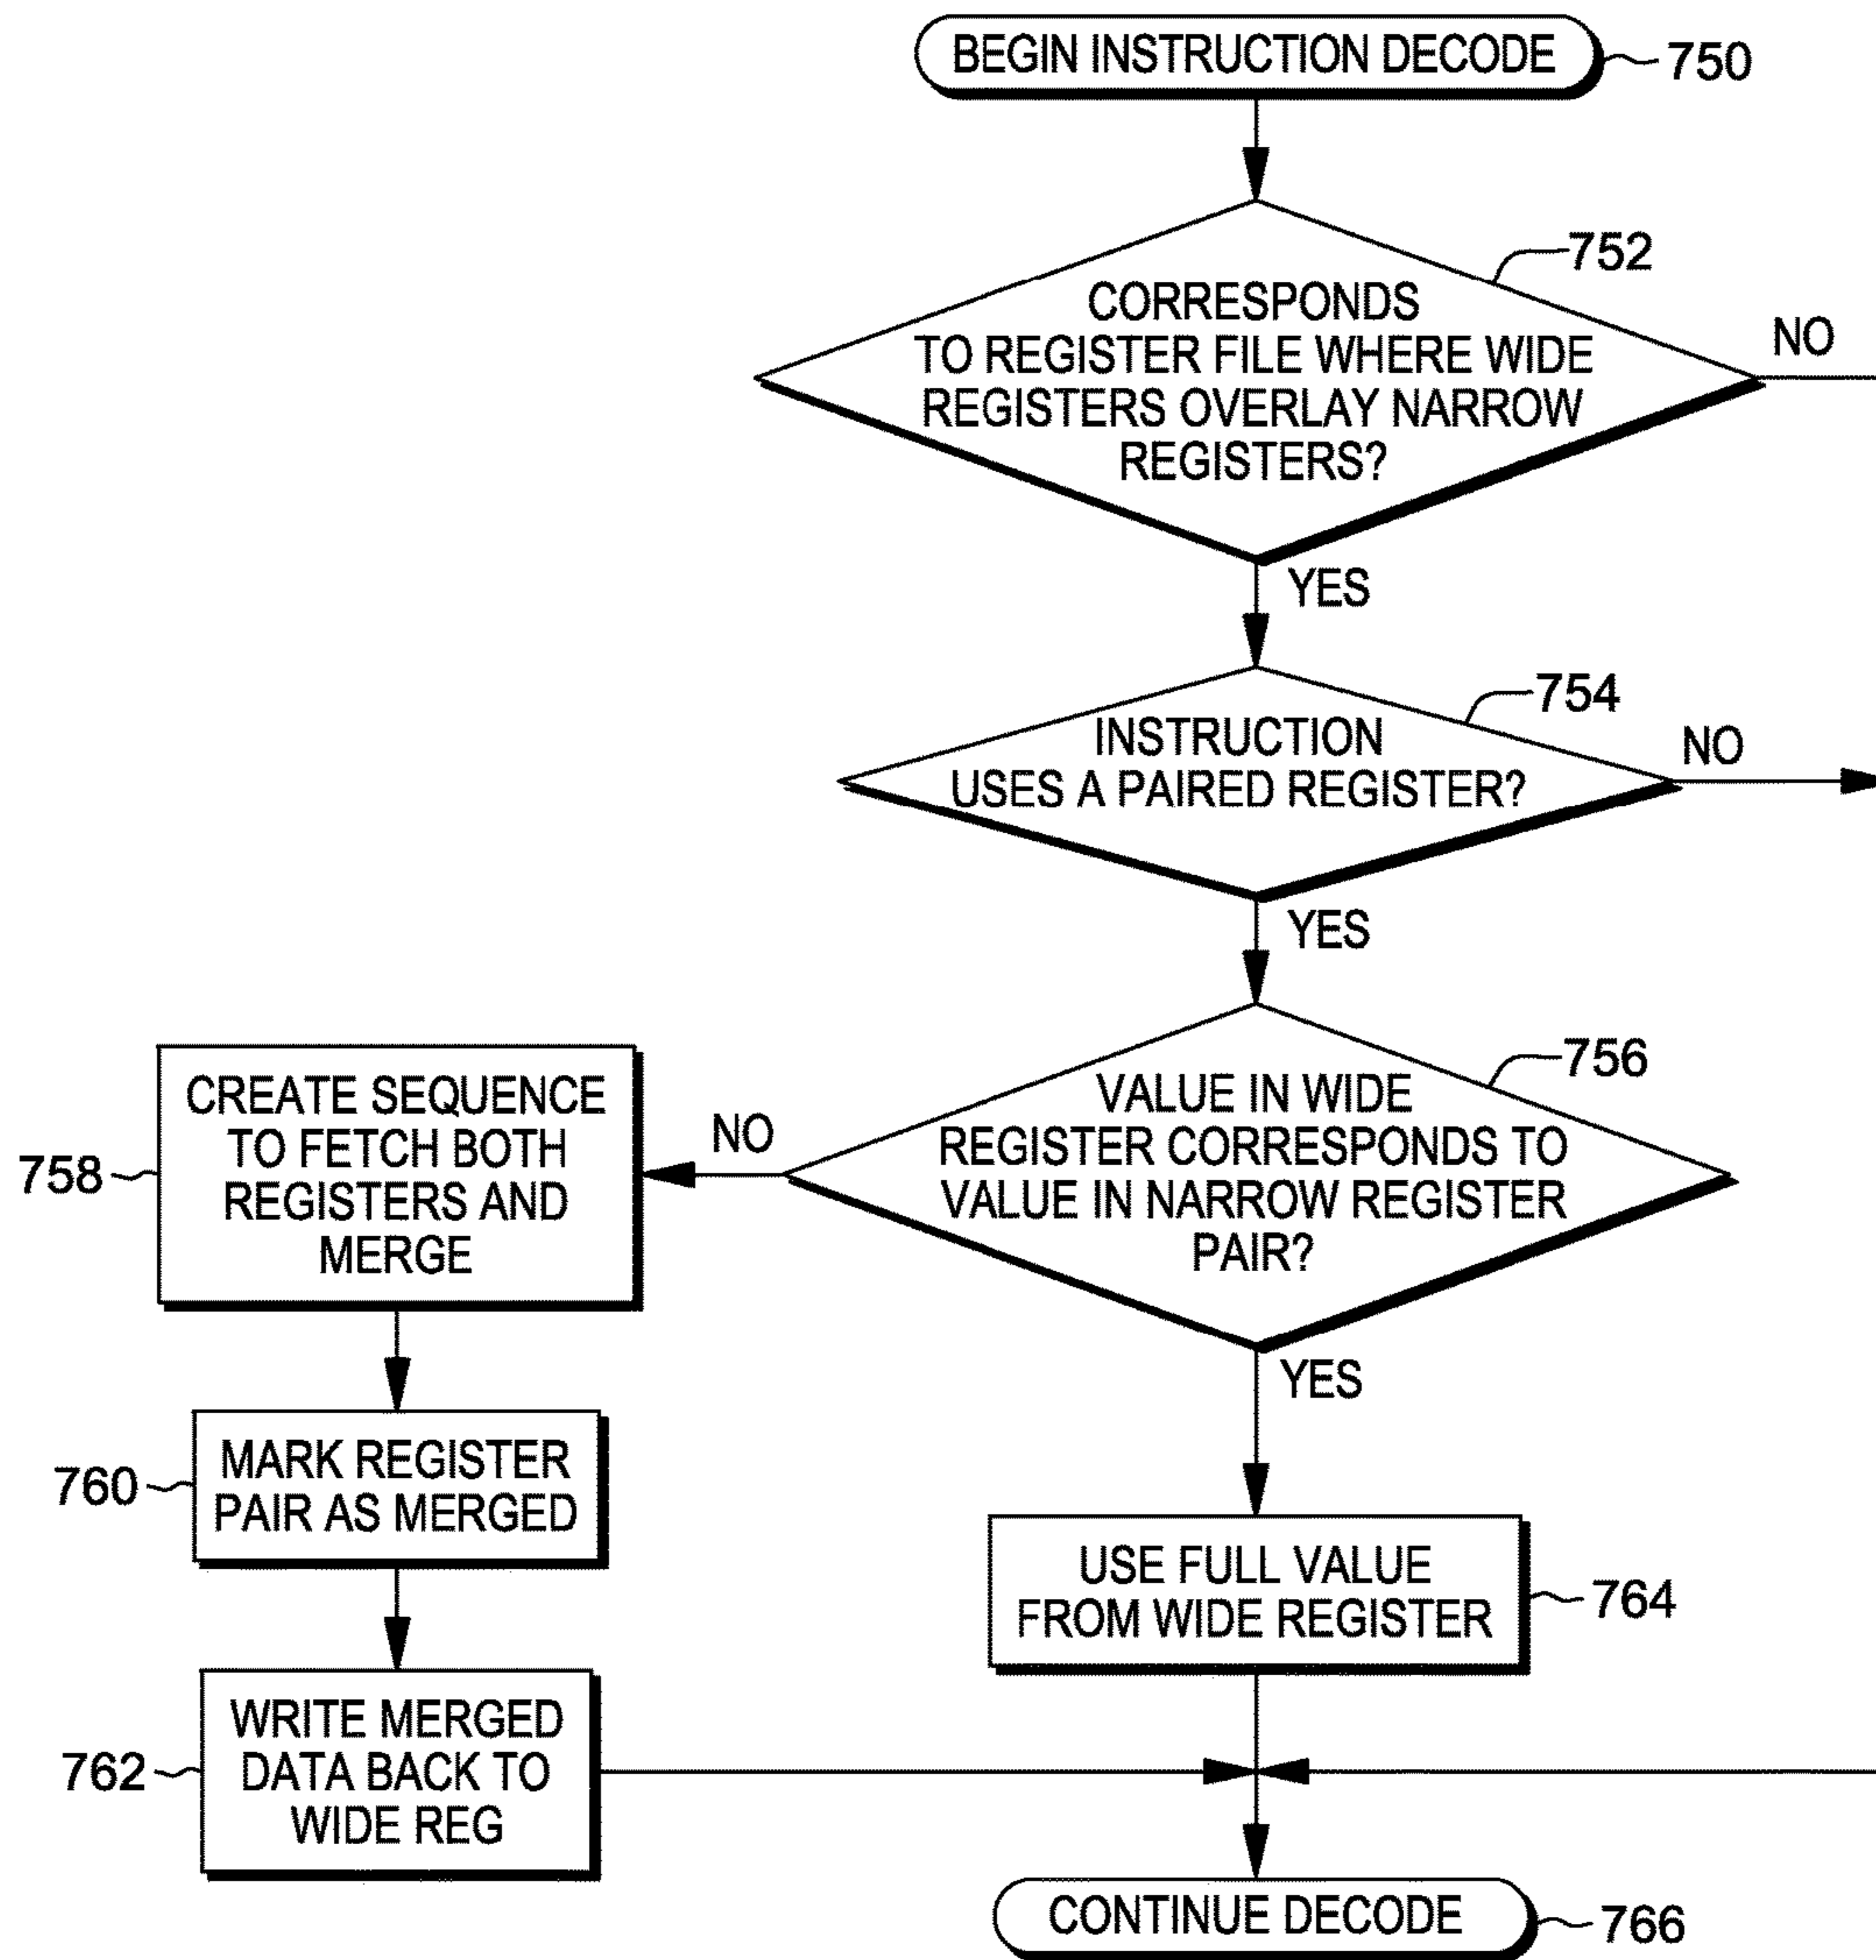 BEGIN INSTRUCTION DECODE
750
752
CORRESPONDS
TO REGISTER FILE WHERE WIDE
REGISTERS OVERLAY NARROW
REGISTERS?
NO
YES
754
INSTRUCTION
USES A PAIRED REGISTER?
NO
YES
756
VALUE IN WIDE
REGISTER CORRESPONDS TO
VALUE IN NARROW REGISTER
PAIR?
NO
YES
CREATE SEQUENCE
TO FETCH BOTH
REGISTERS AND
MERGE
758
MARK REGISTER
PAIR AS MERGED
760
USE FULL VALUE
FROM WIDE REGISTER
764
WRITE MERGED
DATA BACK TO
WIDE REG
762
CONTINUE DECODE
766